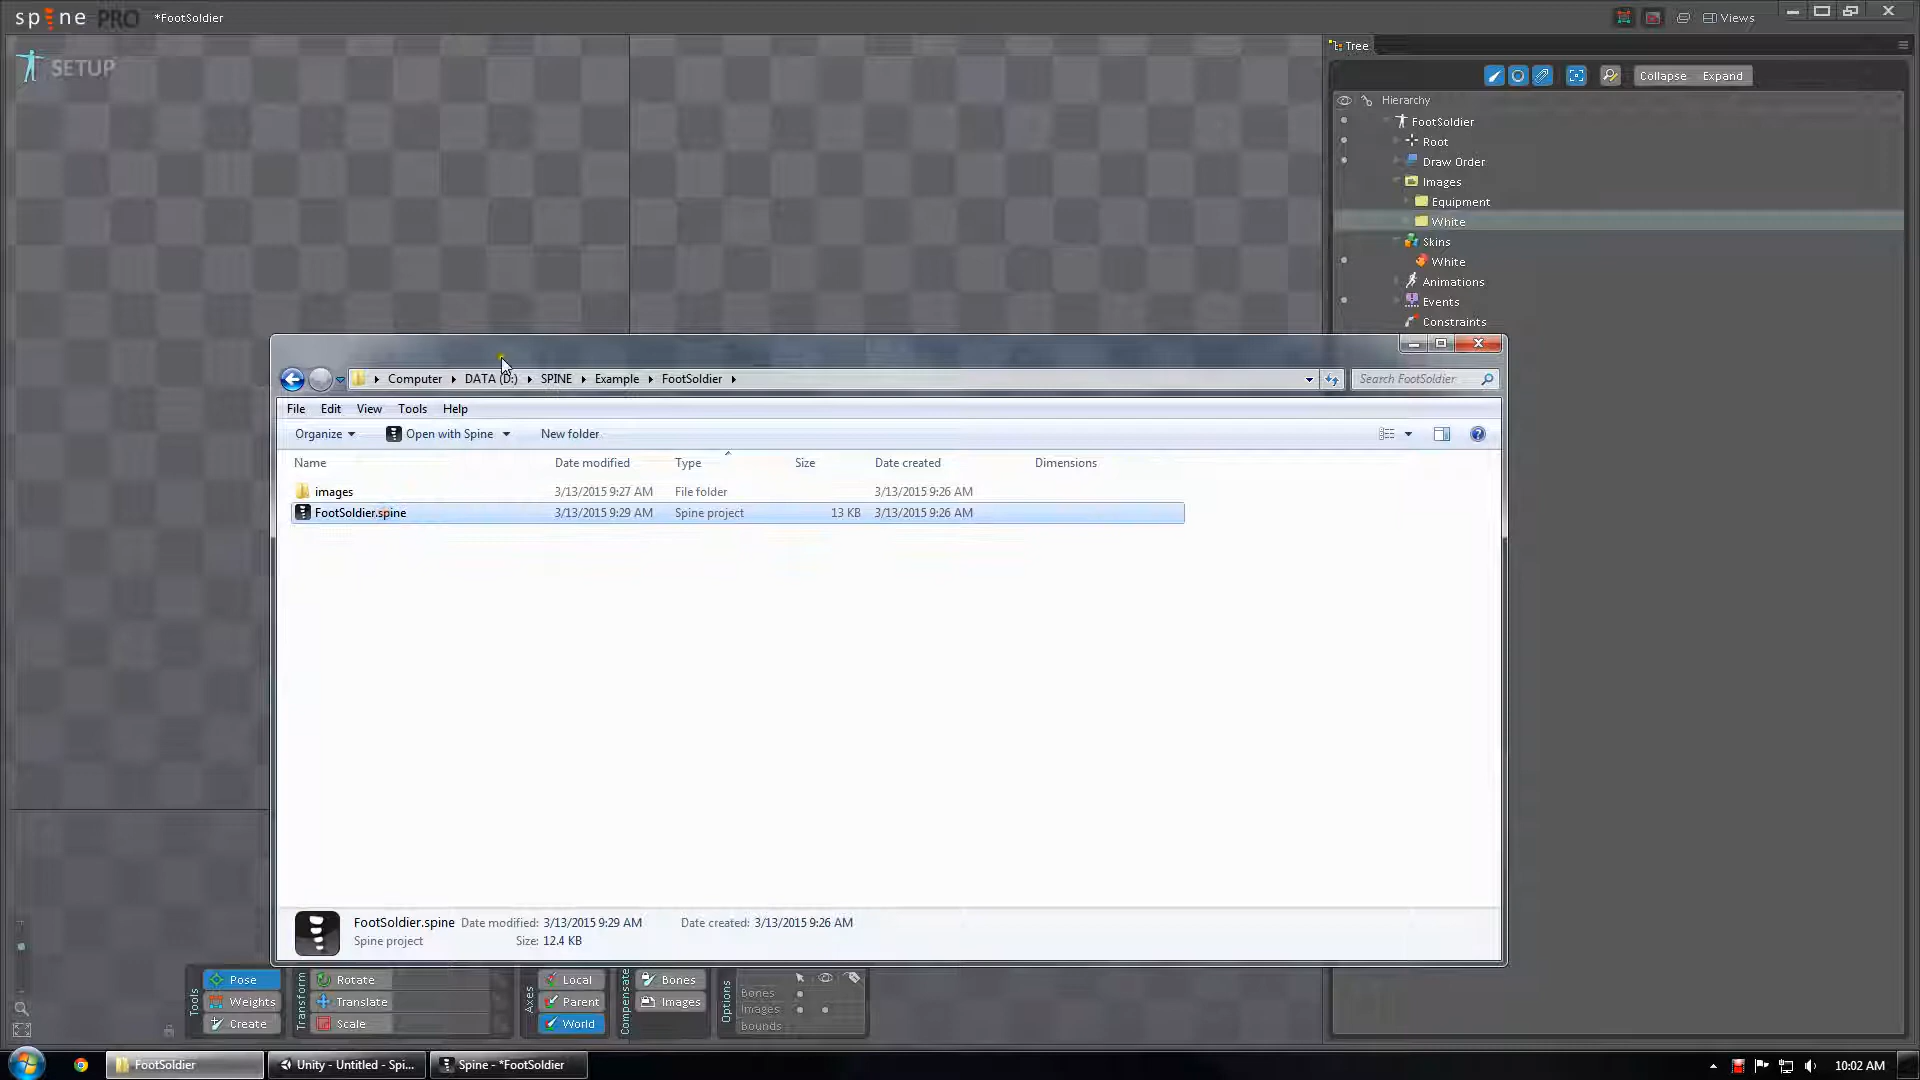 spine PRO *FootSoldier Views
SETUP
Tree
Collapse Expand
Hierarchy
FootSoldier
Root
Draw Order
Images
Equipment
White
Skins
White
Animations
Events
Constraints
Computer DATA (D:) SPINE Example FootSoldier Search FootSoldier
File Edit View Tools Help
Organize Open with Spine New folder
Name Date modified Type Size Date created Dimensions
images 3/13/2015 9:27 AM File folder 3/13/2015 9:26 AM
FootSoldier.spine 3/13/2015 9:29 AM Spine project 13 KB 3/13/2015 9:26 AM
FootSoldier.spine Date modified: 3/13/2015 9:29 AM Date created: 3/13/2015 9:26 AM
Spine project Size: 12.4 KB
Tools Pose Weights Create
Transform Rotate Translate Scale
Axes Local Parent World
Compensate Bones Images
Options Bones Images bounds
FootSoldier Unity - Untitled - Spi... Spine - *FootSoldier 10:02 AM